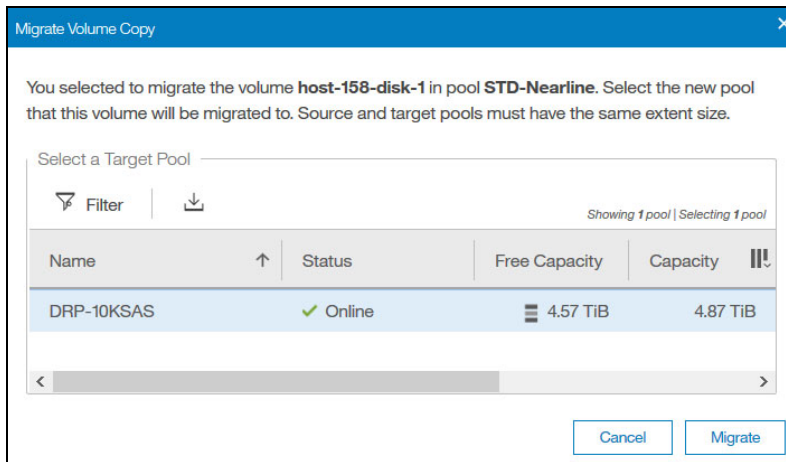 Migrate Volume Copy
You selected to migrate the volume host-158-disk-1 in pool STD-Nearline. Select the new pool
that this volume will be migrated to. Source and target pools must have the same extent size.
Select a Target Pool
Filter
Showing 1 pool | Selecting 1 pool
Name Status Free Capacity Capacity
DRP-10KSAS Online 4.57 TiB 4.87 TiB
Cancel Migrate